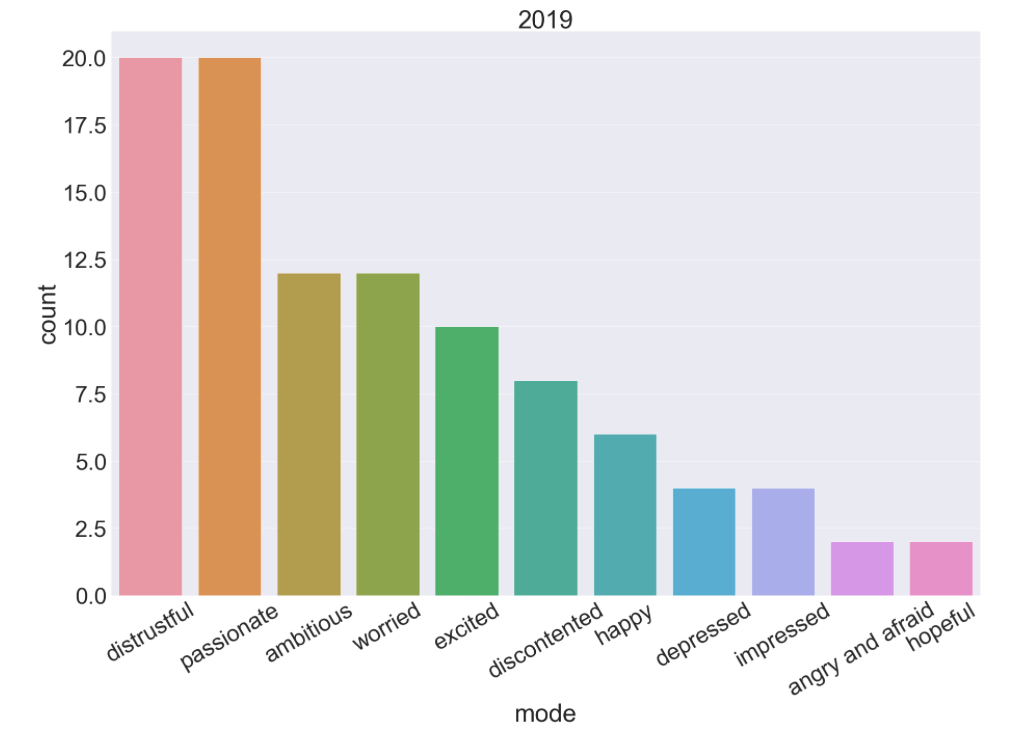 2019
20.0
17.5
15.0
12.5
10.0
7.5
5.0
2.5
0.0
count
distrustful
passionate
ambitious
worried
excited
discontented
happy
depressed
impressed
angry and afraid
hopeful
mode